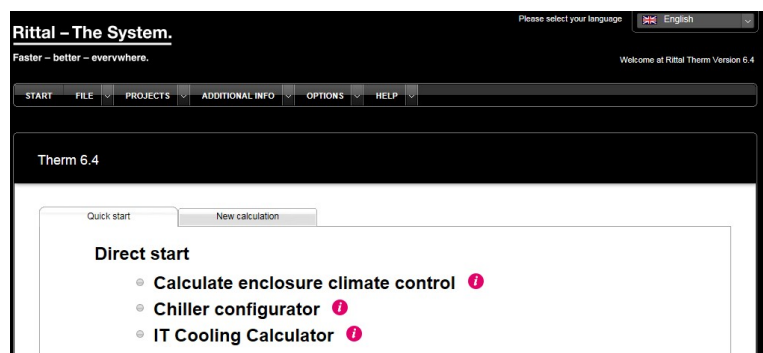 Please select your language English
Rittal – The System.
Faster – better – everywhere.
Welcome at Rittal Therm Version 6.4
START FILE PROJECTS ADDITIONAL INFO OPTIONS HELP
Therm 6.4
Quick start New calculation
Direct start
Calculate enclosure climate control i
Chiller configurator i
IT Cooling Calculator i